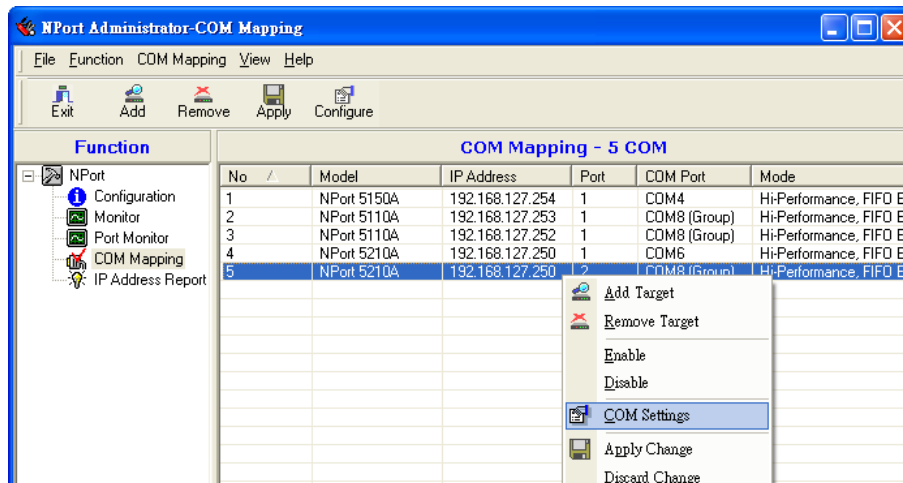 NPort Administrator-COM Mapping
File Function COM Mapping View Help
Exit Add Remove Apply Configure
Function
COM Mapping - 5 COM
NPort
Configuration
Monitor
Port Monitor
COM Mapping
IP Address Report
No Model IP Address Port COM Port Mode
1 NPort 5150A 192.168.127.254 1 COM4 Hi-Performance, FIFO E
2 NPort 5110A 192.168.127.253 1 COM8 (Group) Hi-Performance, FIFO E
3 NPort 5110A 192.168.127.252 1 COM8 (Group) Hi-Performance, FIFO E
4 NPort 5210A 192.168.127.250 1 COM6 Hi-Performance, FIFO E
5 NPort 5210A 192.168.127.250 2 COM8 (Group) Hi-Performance, FIFO E
Add Target
Remove Target
Enable
Disable
COM Settings
Apply Change
Discard Change